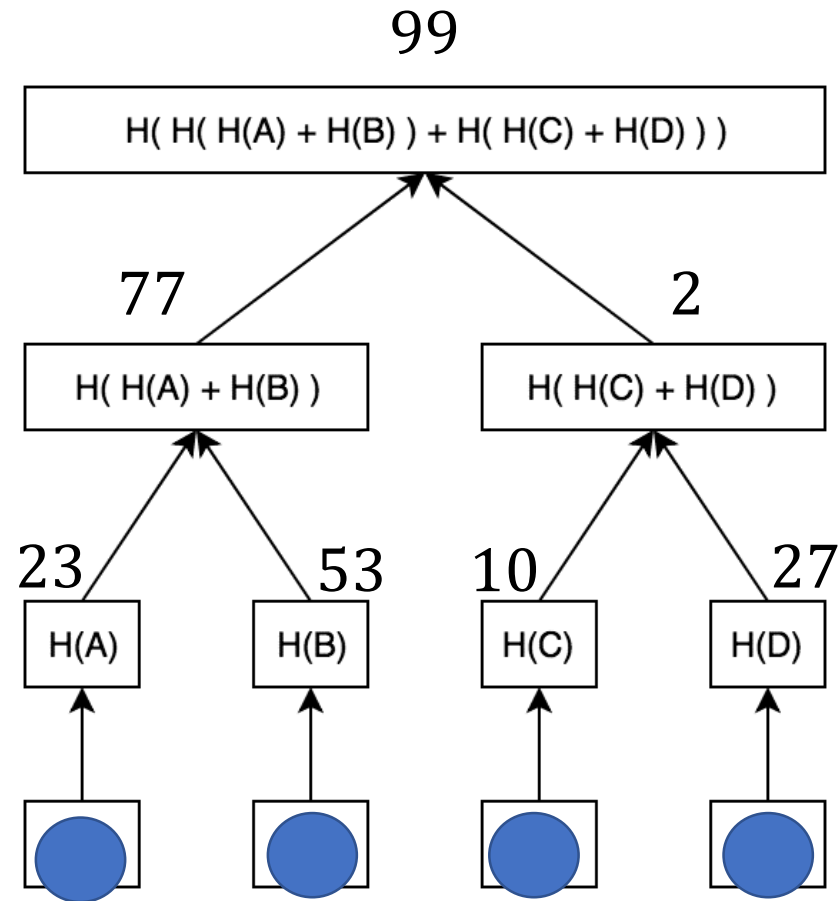 99
H( H( H(A) + H(B) ) + H( H(C) + H(D) ) )
77
2
H( H(A) + H(B) )
H( H(C) + H(D) )
23
53
10
27
H(A)
H(B)
H(C)
H(D)